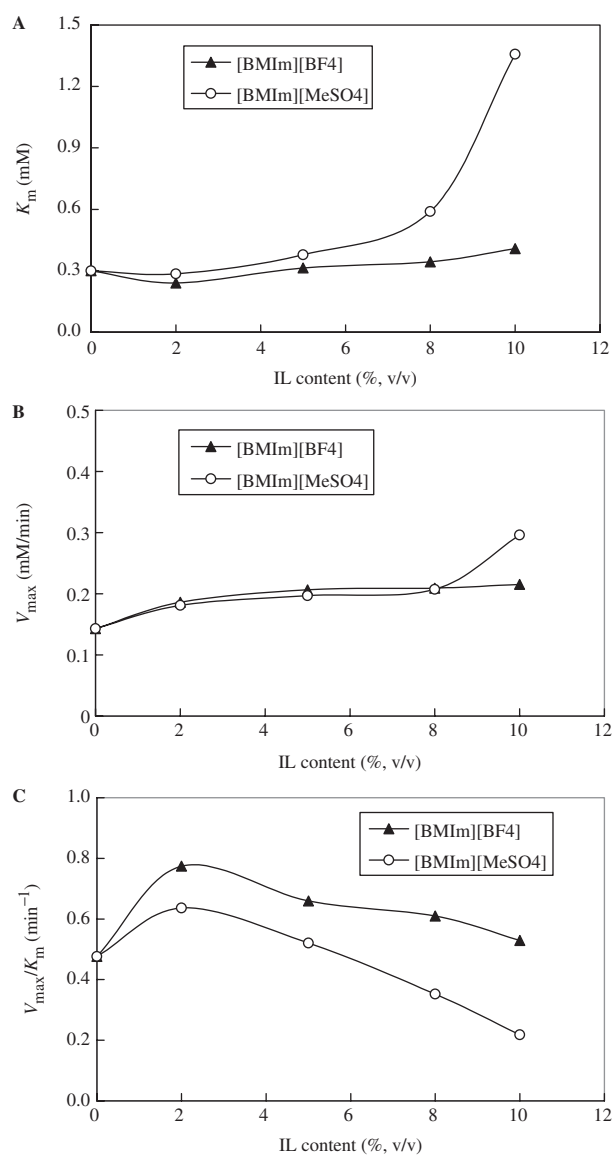 A
1.5
1.2
0.9
0.6
0.3
0.0
K_m (mM)
[BMIm][BF4]
[BMIm][MeSO4]
0 2 4 6 8 10 12
IL content (%, v/v)
B
0.5
0.4
0.3
0.2
0.1
0
V_max (mM/min)
[BMIm][BF4]
[BMIm][MeSO4]
0 2 4 6 8 10 12
IL content (%, v/v)
C
1.0
0.8
0.6
0.4
0.2
0.0
V_max/K_m (min⁻¹)
[BMIm][BF4]
[BMIm][MeSO4]
0 2 4 6 8 10 12
IL content (%, v/v)